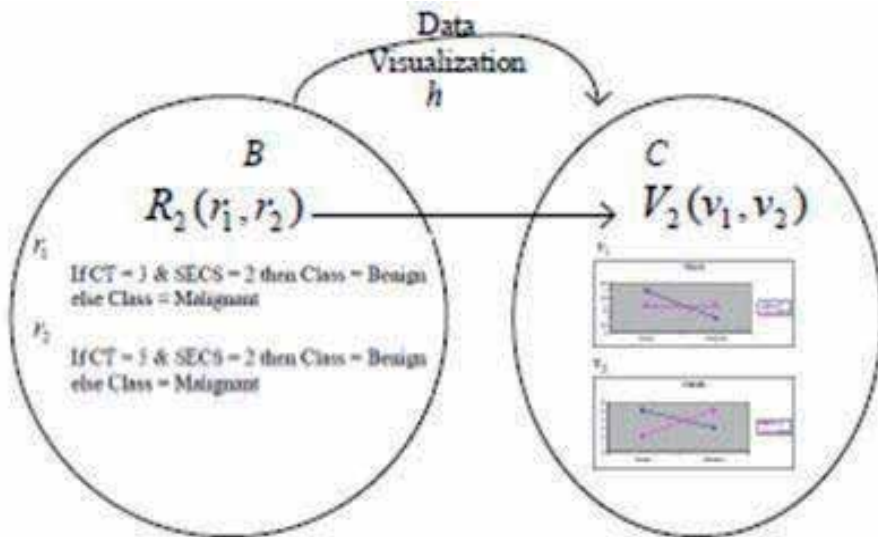 Data
Visualization
h
B
R₂(r₁,r₂)
r₁
If CT = 3 & SECS = 2 then Class = Benign
else Class = Malignant
r₂
If CT = 5 & SECS = 2 then Class = Benign
else Class = Malignant
C
V₂(v₁,v₂)
v₁
v₂